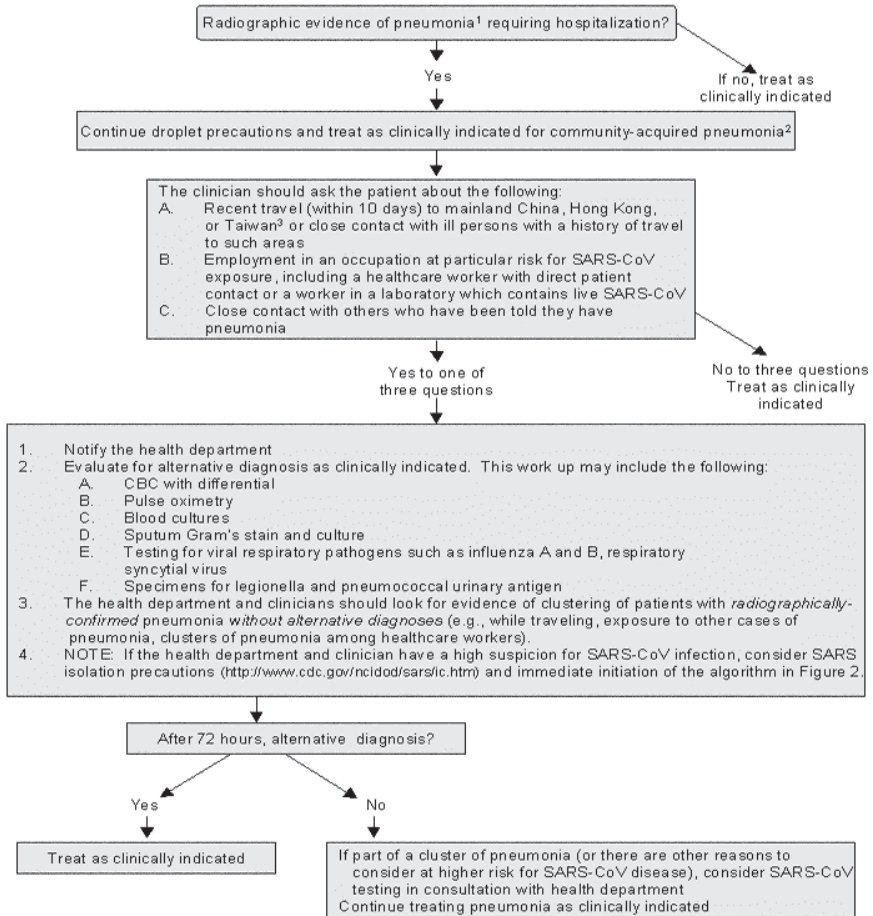 Radiographic evidence of pneumonia¹ requiring hospitalization?
Yes
If no, treat as
clinically indicated
Continue droplet precautions and treat as clinically indicated for community-acquired pneumonia²
The clinician should ask the patient about the following:
A. Recent travel (within 10 days) to mainland China, Hong Kong,
or Taiwan³ or close contact with ill persons with a history of travel
to such areas
B. Employment in an occupation at particular risk for SARS-CoV
exposure, including a healthcare worker with direct patient
contact or a worker in a laboratory which contains live SARS-CoV
C. Close contact with others who have been told they have
pneumonia
Yes to one of
three questions
No to three questions
Treat as clinically
indicated
1. Notify the health department
2. Evaluate for alternative diagnosis as clinically indicated. This work up may include the following:
A. CBC with differential
B. Pulse oximetry
C. Blood cultures
D. Sputum Gram's stain and culture
E. Testing for viral respiratory pathogens such as influenza A and B, respiratory
syncytial virus
F. Specimens for legionella and pneumococcal urinary antigen
3. The health department and clinicians should look for evidence of clustering of patients with radiographically-
confirmed pneumonia without alternative diagnoses (e.g., while traveling, exposure to other cases of
pneumonia, clusters of pneumonia among healthcare workers).
4. NOTE: If the health department and clinician have a high suspicion for SARS-CoV infection, consider SARS
isolation precautions (http://www.cdc.gov/ncidod/sars/ic.htm) and immediate initiation of the algorithm in Figure 2.
After 72 hours, alternative diagnosis?
Yes
No
Treat as clinically indicated
If part of a cluster of pneumonia (or there are other reasons to
consider at higher risk for SARS-CoV disease), consider SARS-CoV
testing in consultation with health department
Continue treating pneumonia as clinically indicated